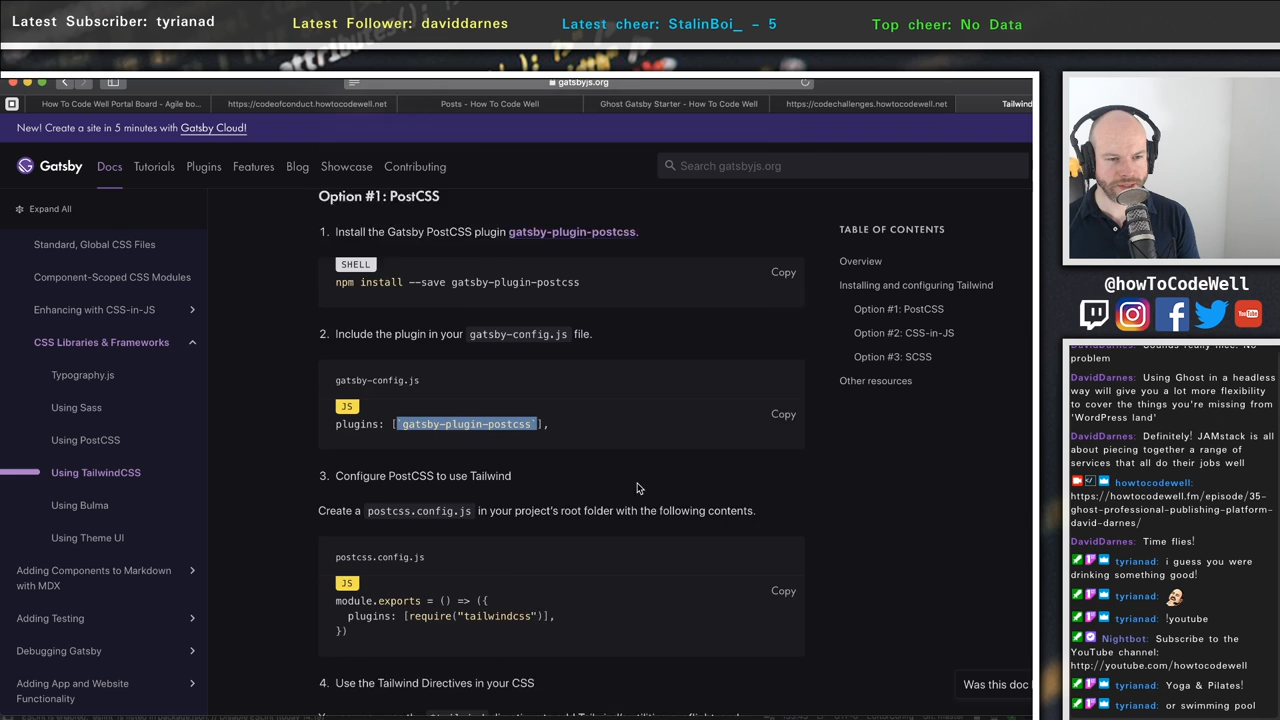 Latest Subscriber: tyrianad
Latest Follower: daviddarnes
Latest cheer: StalinBoi_ - 5
Top cheer: No Data
gatsbyjs.org
How To Code Well Portal Board - Agile bo...
https://codeofconduct.howtocodewell.net
Posts - How To Code Well
Ghost Gatsby Starter - How To Code Well
https://codechallenges.howtocodewell.net
Tailwind
New! Create a site in 5 minutes with Gatsby Cloud!
Gatsby
Docs
Tutorials
Plugins
Features
Blog
Showcase
Contributing
Search gatsbyjs.org
Expand All
Standard, Global CSS Files
Component-Scoped CSS Modules
Enhancing with CSS-in-JS
CSS Libraries & Frameworks
Typography.js
Using Sass
Using PostCSS
Using TailwindCSS
Using Bulma
Using Theme UI
Adding Components to Markdown
with MDX
Adding Testing
Debugging Gatsby
Adding App and Website
Functionality
Option #1: PostCSS
1. Install the Gatsby PostCSS plugin gatsby-plugin-postcss.
SHELL
Copy
npm install --save gatsby-plugin-postcss
2. Include the plugin in your gatsby-config.js file.
gatsby-config.js
JS
Copy
plugins: [`gatsby-plugin-postcss`],
3. Configure PostCSS to use Tailwind
Create a postcss.config.js in your project's root folder with the following contents.
postcss.config.js
JS
Copy
module.exports = () => ({
plugins: [require("tailwindcss")],
})
4. Use the Tailwind Directives in your CSS
TABLE OF CONTENTS
Overview
Installing and configuring Tailwind
Option #1: PostCSS
Option #2: CSS-in-JS
Option #3: SCSS
Other resources
Was this doc
@howToCodeWell
You Tube
problem
DavidDarnes: Using Ghost in a headless
way will give you a lot more flexibility
to cover the things you're missing from
'WordPress land'
DavidDarnes: Definitely! JAMstack is all
about piecing together a range of
services that all do their jobs well
howtocodewell:
https://howtocodewell.fm/episode/35-
ghost-professional-publishing-platform-
david-darnes/
DavidDarnes: Time flies!
tyrianad: i guess you were
drinking something good!
tyrianad:
tyrianad: !youtube
Nightbot: Subscribe to the
YouTube channel:
http://youtube.com/howtocodewell
tyrianad: Yoga & Pilates!
tyrianad: or swimming pool